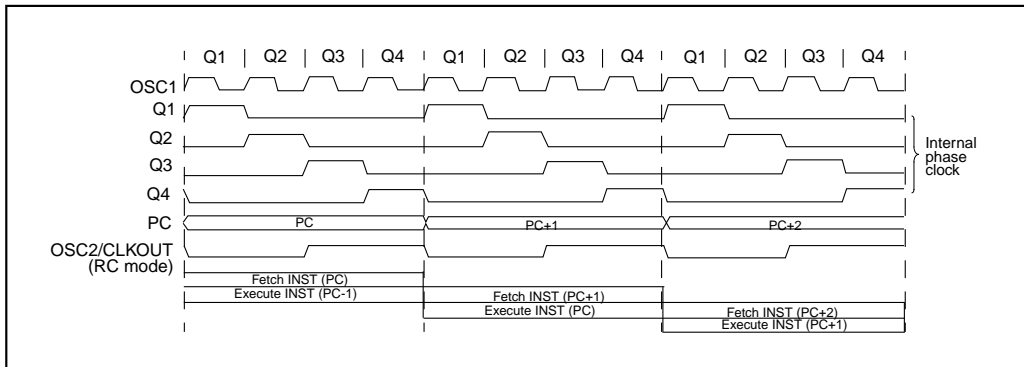 Q1 Q2 Q3 Q4 Q1 Q2 Q3 Q4 Q1 Q2 Q3 Q4
OSC1
Q1
Q2
Q3
Q4
PC
OSC2/CLKOUT
(RC mode)
PC
PC+1
PC+2
Internal
phase
clock
Fetch INST (PC)
Execute INST (PC-1)
Fetch INST (PC+1)
Execute INST (PC)
Fetch INST (PC+2)
Execute INST (PC+1)